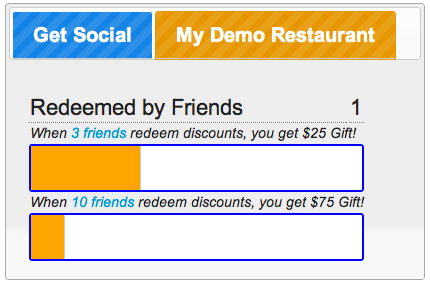 Get Social
My Demo Restaurant
Redeemed by Friends 1
When 3 friends redeem discounts, you get $25 Gift!
When 10 friends redeem discounts, you get $75 Gift!